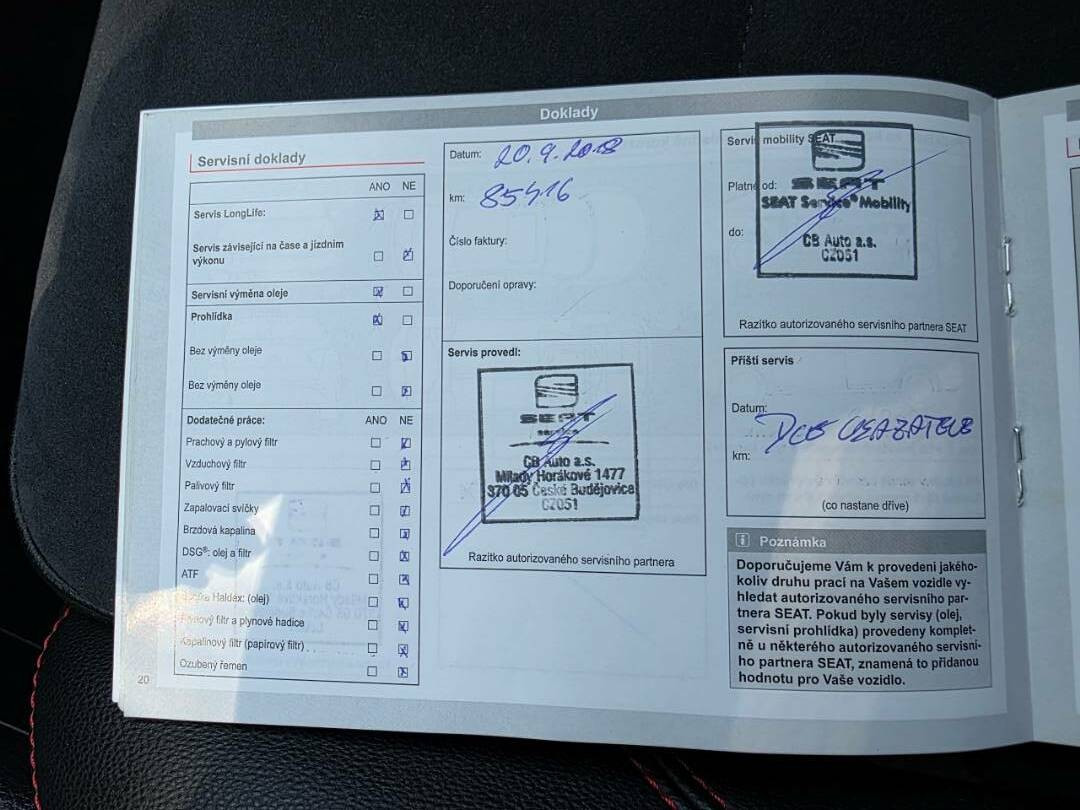 Doklady
Servisní doklady
ANO NE
Servis LongLife:
Servis závisející na čase a jízdním
výkonu
Servisní výměna oleje
Prohlídka
Bez výměny oleje
Bez výměny oleje
Dodatečné práce: ANO NE
Prachový a pylový filtr
Vzduchový filtr
Palivový filtr
Zapalovací svíčky
Brzdová kapalina
DSG®: olej a filtr
ATF
Haldex: (olej)
filtr a plynové hadice
Kapalinový filtr (papírový filtr)
Ozubený řemen
20
Datum: 20.9.2018
km: 85416
Číslo faktury:
Doporučení opravy:
Servis provedl:
SEAT
service
CB Auto a.s.
Milady Horákové 1477
370 05 České Budějovice
CZ051
Razítko autorizovaného servisního partnera
Servis mobility SEAT
Platné od:
do:
SEAT
SEAT Service® Mobility
CB Auto a.s.
CZ051
Razítko autorizovaného servisního partnera SEAT
Příští servis
Datum:
DLE UKAZATELE
km:
(co nastane dříve)
i Poznámka
Doporučujeme Vám k provedení jakého-
koliv druhu prací na Vašem vozidle vy-
hledat autorizovaného servisního par-
tnera SEAT. Pokud byly servisy (olej,
servisní prohlídka) provedeny komplet-
ně u některého autorizovaného servisní-
ho partnera SEAT, znamená to přidanou
hodnotu pro Vaše vozidlo.